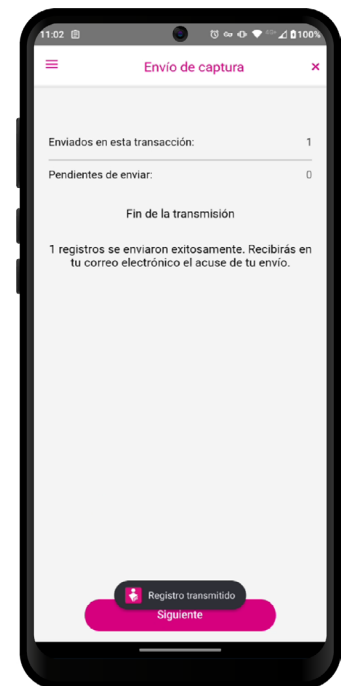 11:02 100%
Envío de captura ×
Enviados en esta transacción: 1
Pendientes de enviar: 0
Fin de la transmisión
1 registros se enviaron exitosamente. Recibirás en
tu correo electrónico el acuse de tu envío.
Registro transmitido
Siguiente